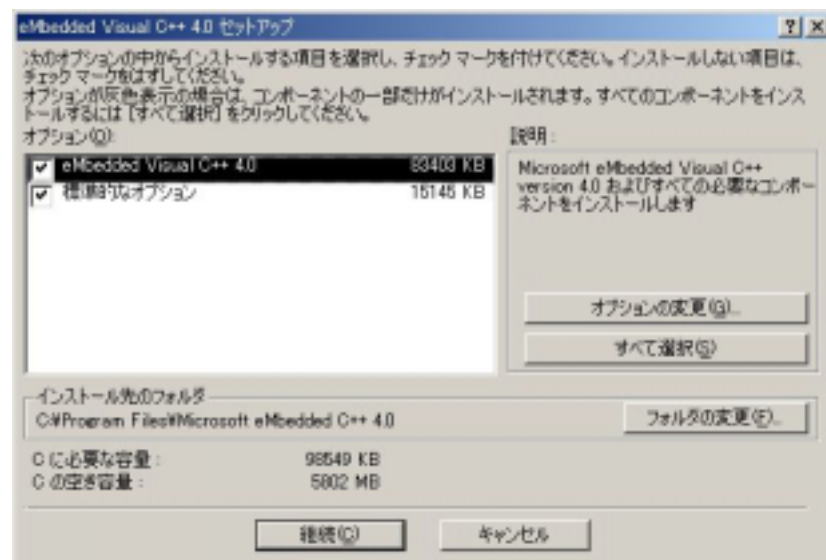 eMbedded Visual C++ 4.0 セットアップ
次のオプションの中からインストールする項目を選択し、チェック マークを付けてください。インストールしない項目は、
チェック マークをはずしてください。
オプションが灰色表示の場合は、コンポーネントの一部だけがインストールされます。すべてのコンポーネントをインス
トールするには [すべて選択] をクリックしてください。
オプション(O):
説明:
eMbedded Visual C++ 4.0 83403 KB
標準的なオプション 15145 KB
Microsoft eMbedded Visual C++
version 4.0 およびすべての必要なコンポー
ネントをインストールします
オプションの変更(G)...
すべて選択(S)
インストール先のフォルダ
C:¥Program Files¥Microsoft eMbedded C++ 4.0
フォルダの変更(F)...
C に必要な容量: 98549 KB
C の空き容量: 5802 MB
継続(C)
キャンセル